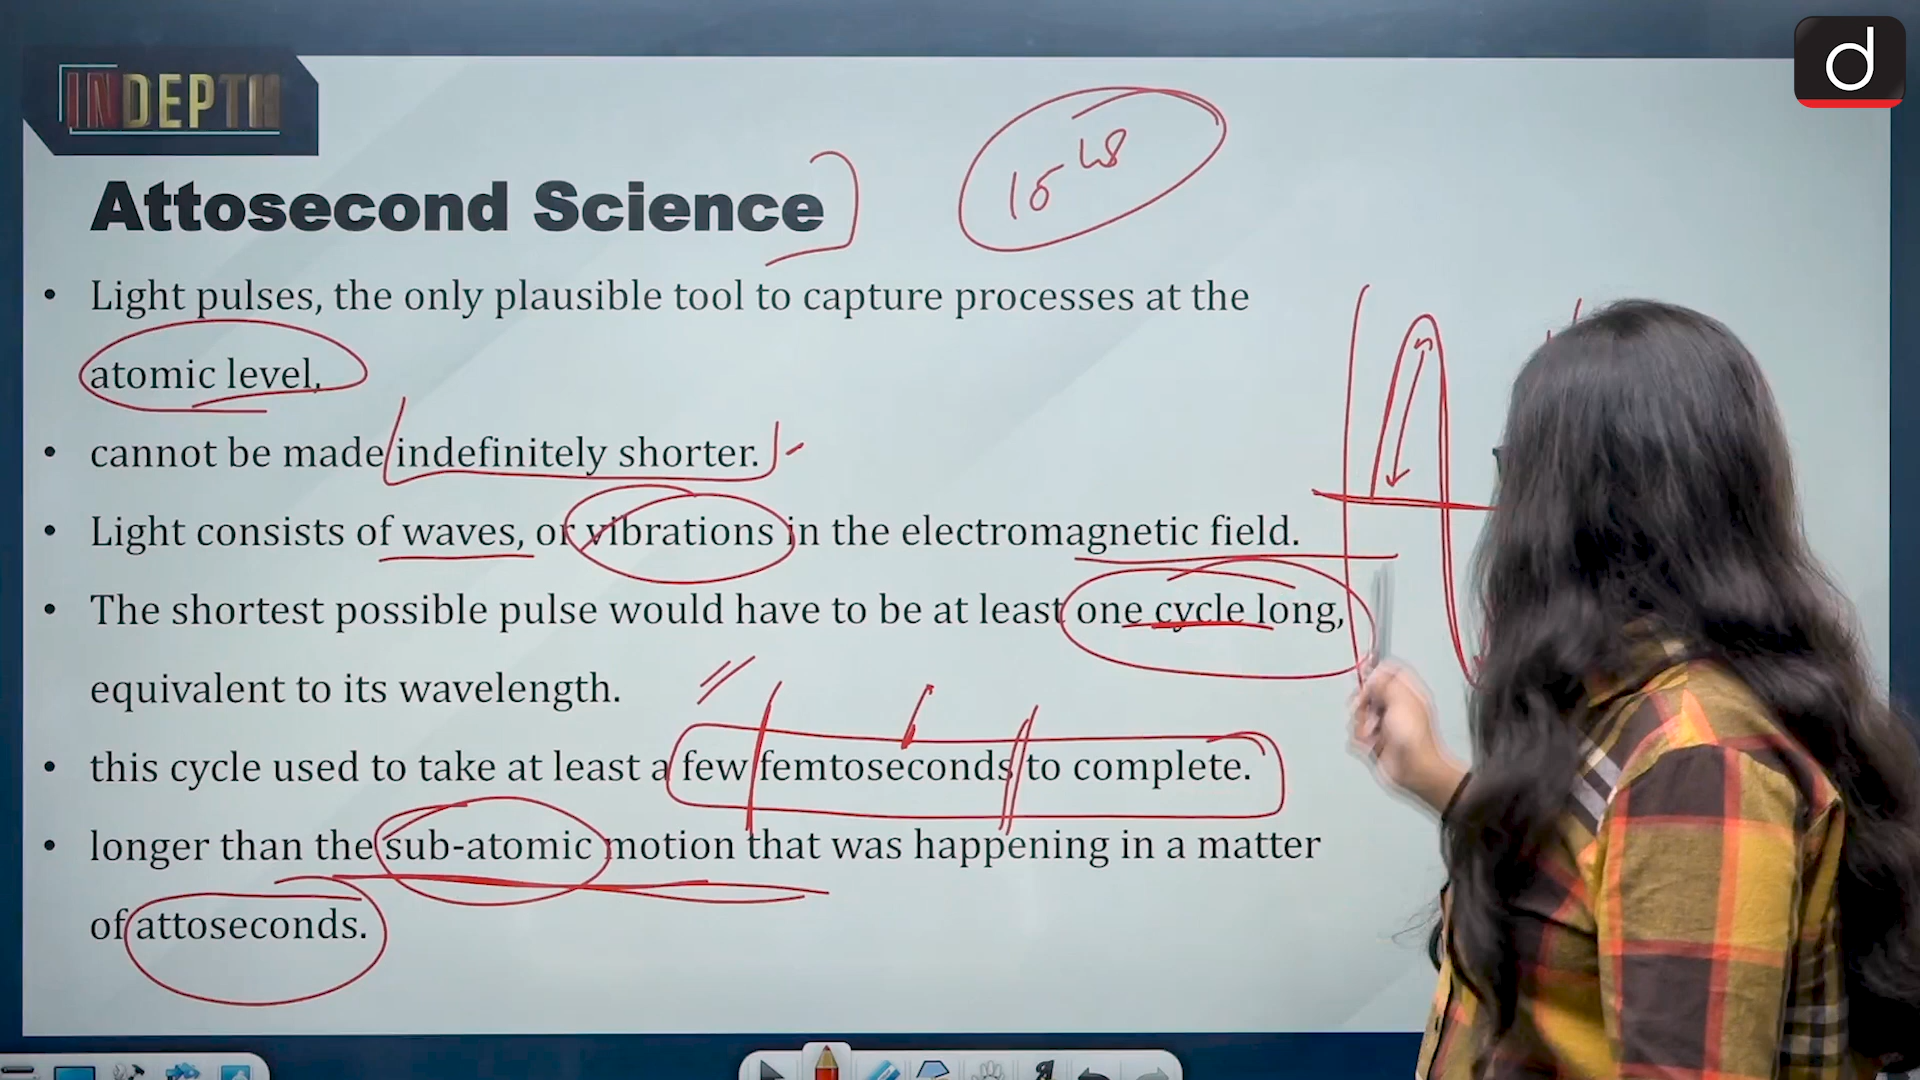 d
INDEPTH
Attosecond Science
• Light pulses, the only plausible tool to capture processes at the
atomic level,
• cannot be made indefinitely shorter.
• Light consists of waves, or vibrations in the electromagnetic field.
• The shortest possible pulse would have to be at least one cycle long,
equivalent to its wavelength.
• this cycle used to take at least a few femtoseconds to complete.
• longer than the sub-atomic motion that was happening in a matter
of attoseconds.